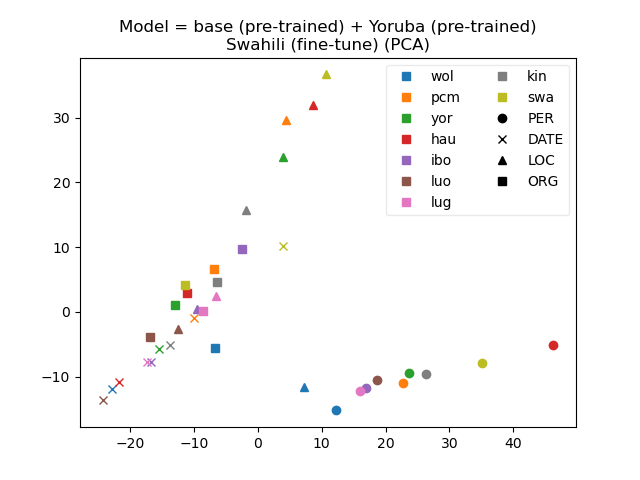 Model = base (pre-trained) + Yoruba (pre-trained)
Swahili (fine-tune) (PCA)
wol
pcm
yor
hau
ibo
luo
lug
kin
swa
PER
DATE
LOC
ORG
30
20
10
0
−10
−20
−10
0
10
20
30
40